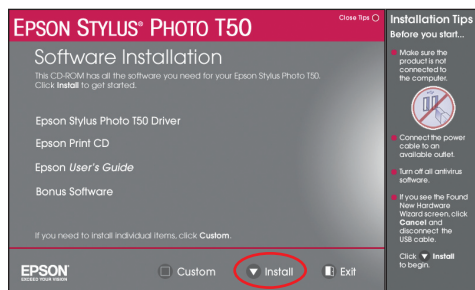 EPSON STYLUS® PHOTO T50
Close Tips
Software Installation
This CD-ROM has all the software you need for your Epson Stylus Photo T50.
Click Install to get started.
Epson Stylus Photo T50 Driver
Epson Print CD
Epson User's Guide
Bonus Software
If you need to install individual items, click Custom.
EPSON®
EXCEED YOUR VISION
Custom
Install
Exit
Installation Tips
Before you start...
Make sure the
product is not
connected to
the computer.
Connect the power
cable to an
available outlet.
Turn off all antivirus
software.
If you see the Found
New Hardware
Wizard screen, click
Cancel and
disconnect the
USB cable.
Click Install
to begin.